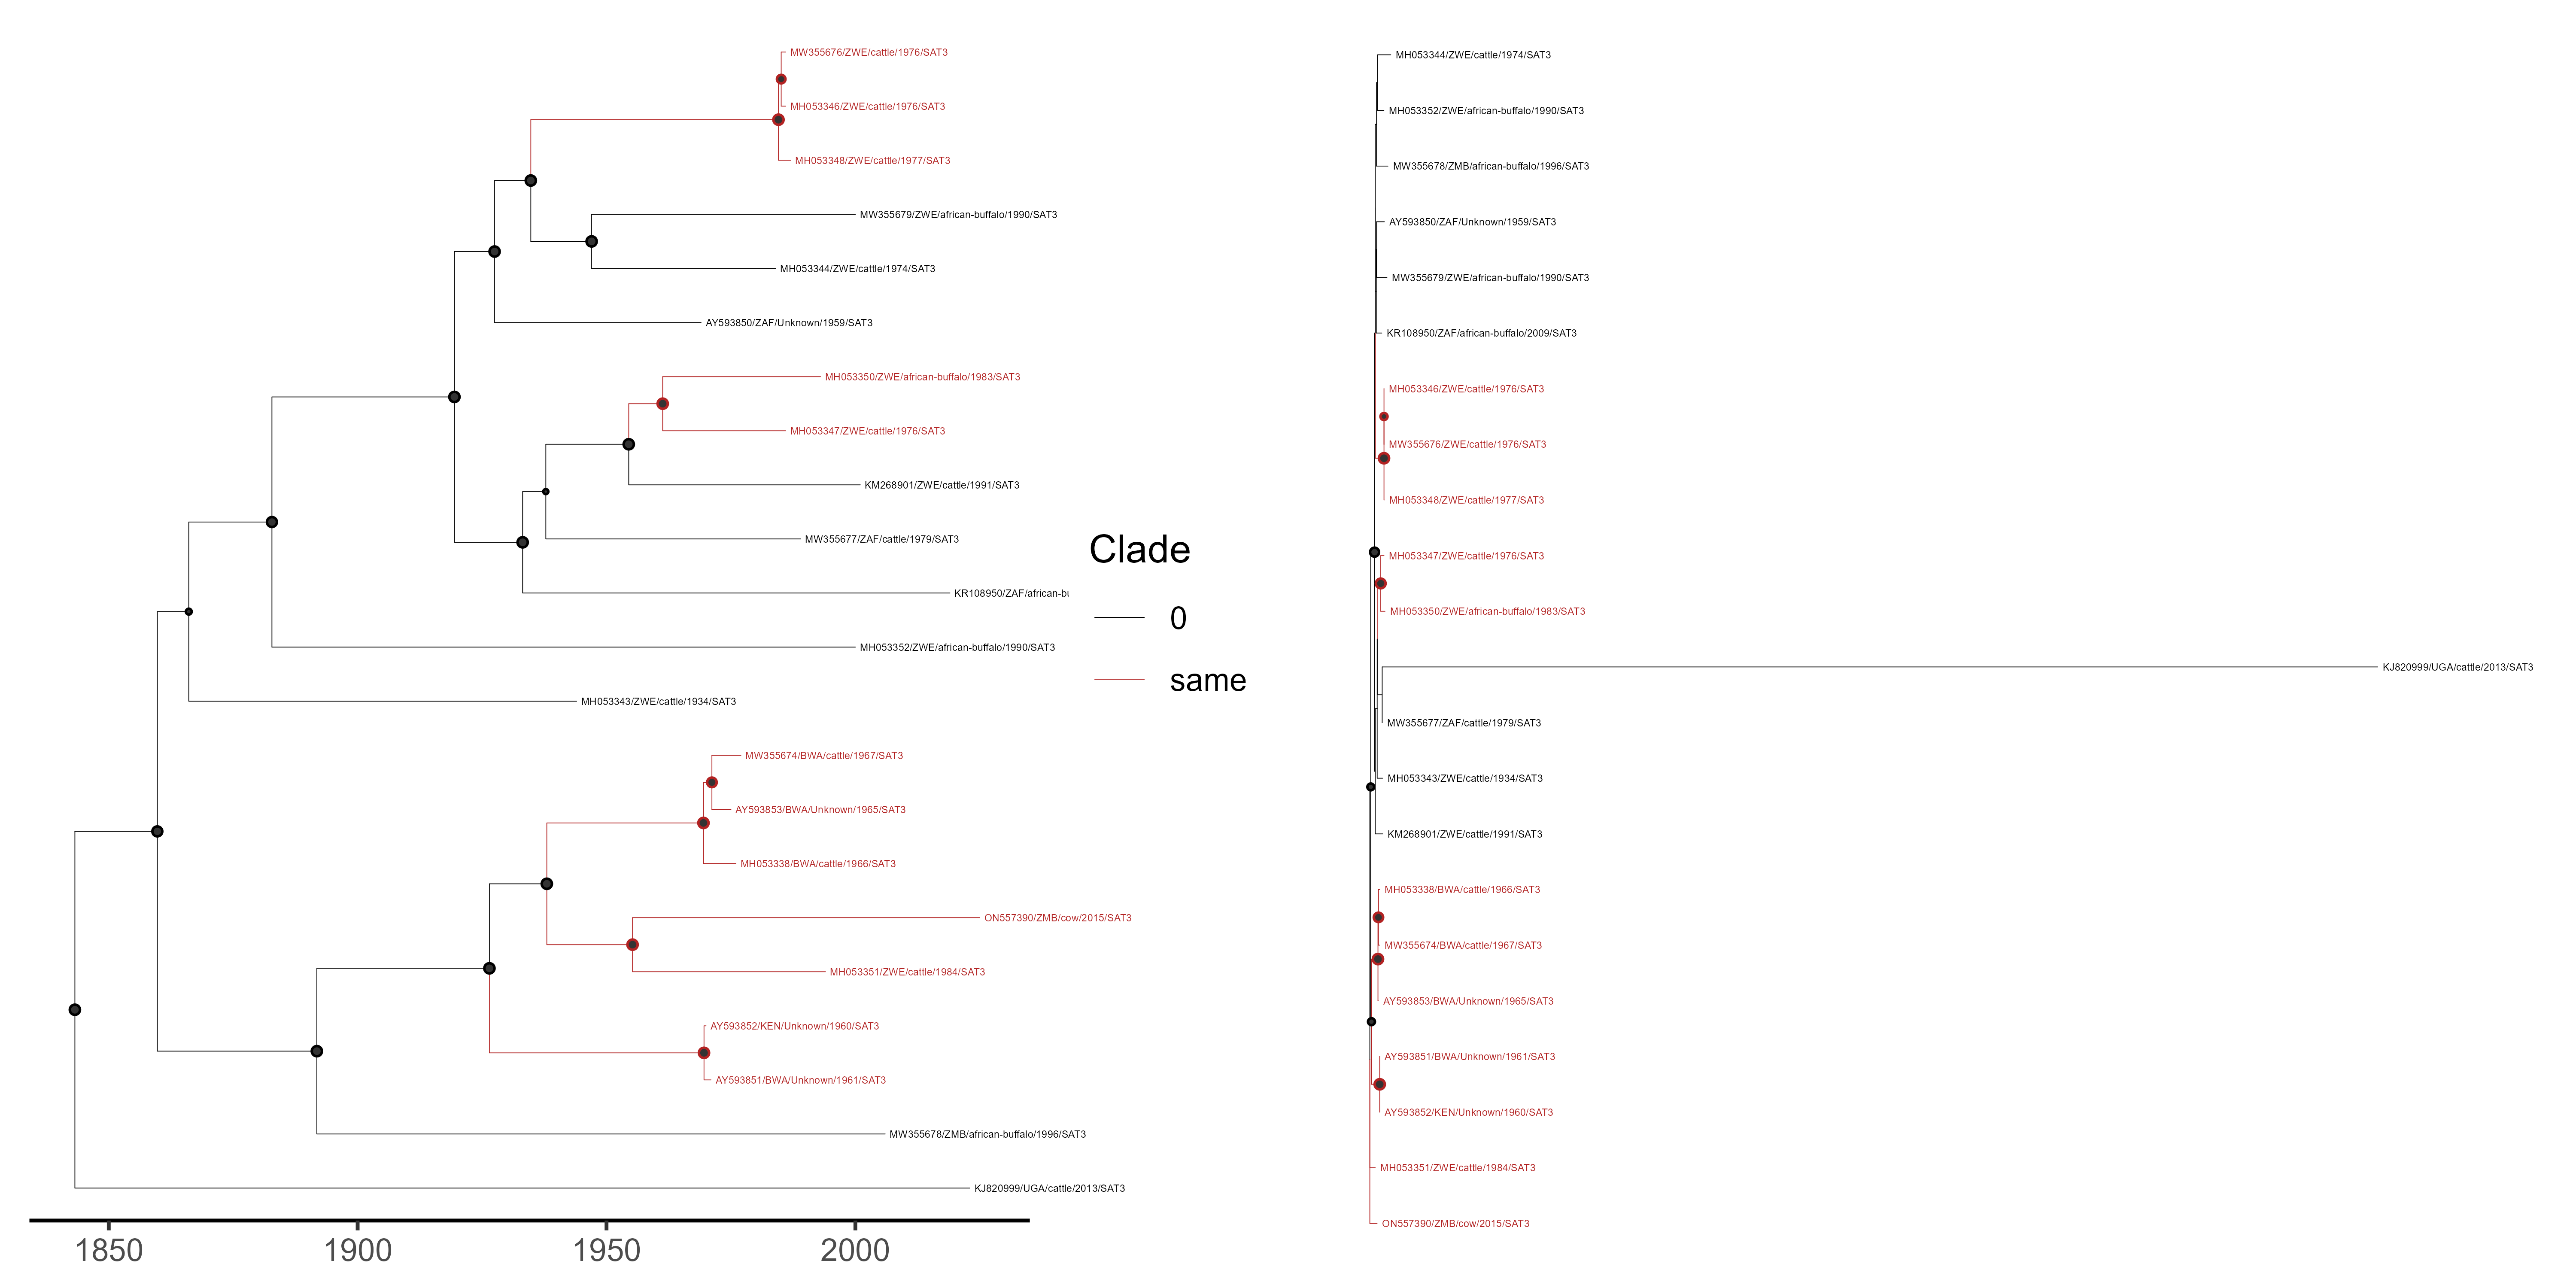 MW355676/ZWE/cattle/1976/SAT3
MH053346/ZWE/cattle/1976/SAT3
MH053348/ZWE/cattle/1977/SAT3
MW355679/ZWE/african-buffalo/1990/SAT3
MH053344/ZWE/cattle/1974/SAT3
AY593850/ZAF/Unknown/1959/SAT3
MH053350/ZWE/african-buffalo/1983/SAT3
MH053347/ZWE/cattle/1976/SAT3
KM268901/ZWE/cattle/1991/SAT3
MW355677/ZAF/cattle/1979/SAT3
KR108950/ZAF/african-bu
MH053352/ZWE/african-buffalo/1990/SAT3
MH053343/ZWE/cattle/1934/SAT3
MW355674/BWA/cattle/1967/SAT3
AY593853/BWA/Unknown/1965/SAT3
MH053338/BWA/cattle/1966/SAT3
ON557390/ZMB/cow/2015/SAT3
MH053351/ZWE/cattle/1984/SAT3
AY593852/KEN/Unknown/1960/SAT3
AY593851/BWA/Unknown/1961/SAT3
MW355678/ZMB/african-buffalo/1996/SAT3
KJ820999/UGA/cattle/2013/SAT3
1850 1900 1950 2000
Clade
0
same
MH053344/ZWE/cattle/1974/SAT3
MH053352/ZWE/african-buffalo/1990/SAT3
MW355678/ZMB/african-buffalo/1996/SAT3
AY593850/ZAF/Unknown/1959/SAT3
MW355679/ZWE/african-buffalo/1990/SAT3
KR108950/ZAF/african-buffalo/2009/SAT3
MH053346/ZWE/cattle/1976/SAT3
MW355676/ZWE/cattle/1976/SAT3
MH053348/ZWE/cattle/1977/SAT3
MH053347/ZWE/cattle/1976/SAT3
MH053350/ZWE/african-buffalo/1983/SAT3
KJ820999/UGA/cattle/2013/SAT3
MW355677/ZAF/cattle/1979/SAT3
MH053343/ZWE/cattle/1934/SAT3
KM268901/ZWE/cattle/1991/SAT3
MH053338/BWA/cattle/1966/SAT3
MW355674/BWA/cattle/1967/SAT3
AY593853/BWA/Unknown/1965/SAT3
AY593851/BWA/Unknown/1961/SAT3
AY593852/KEN/Unknown/1960/SAT3
MH053351/ZWE/cattle/1984/SAT3
ON557390/ZMB/cow/2015/SAT3